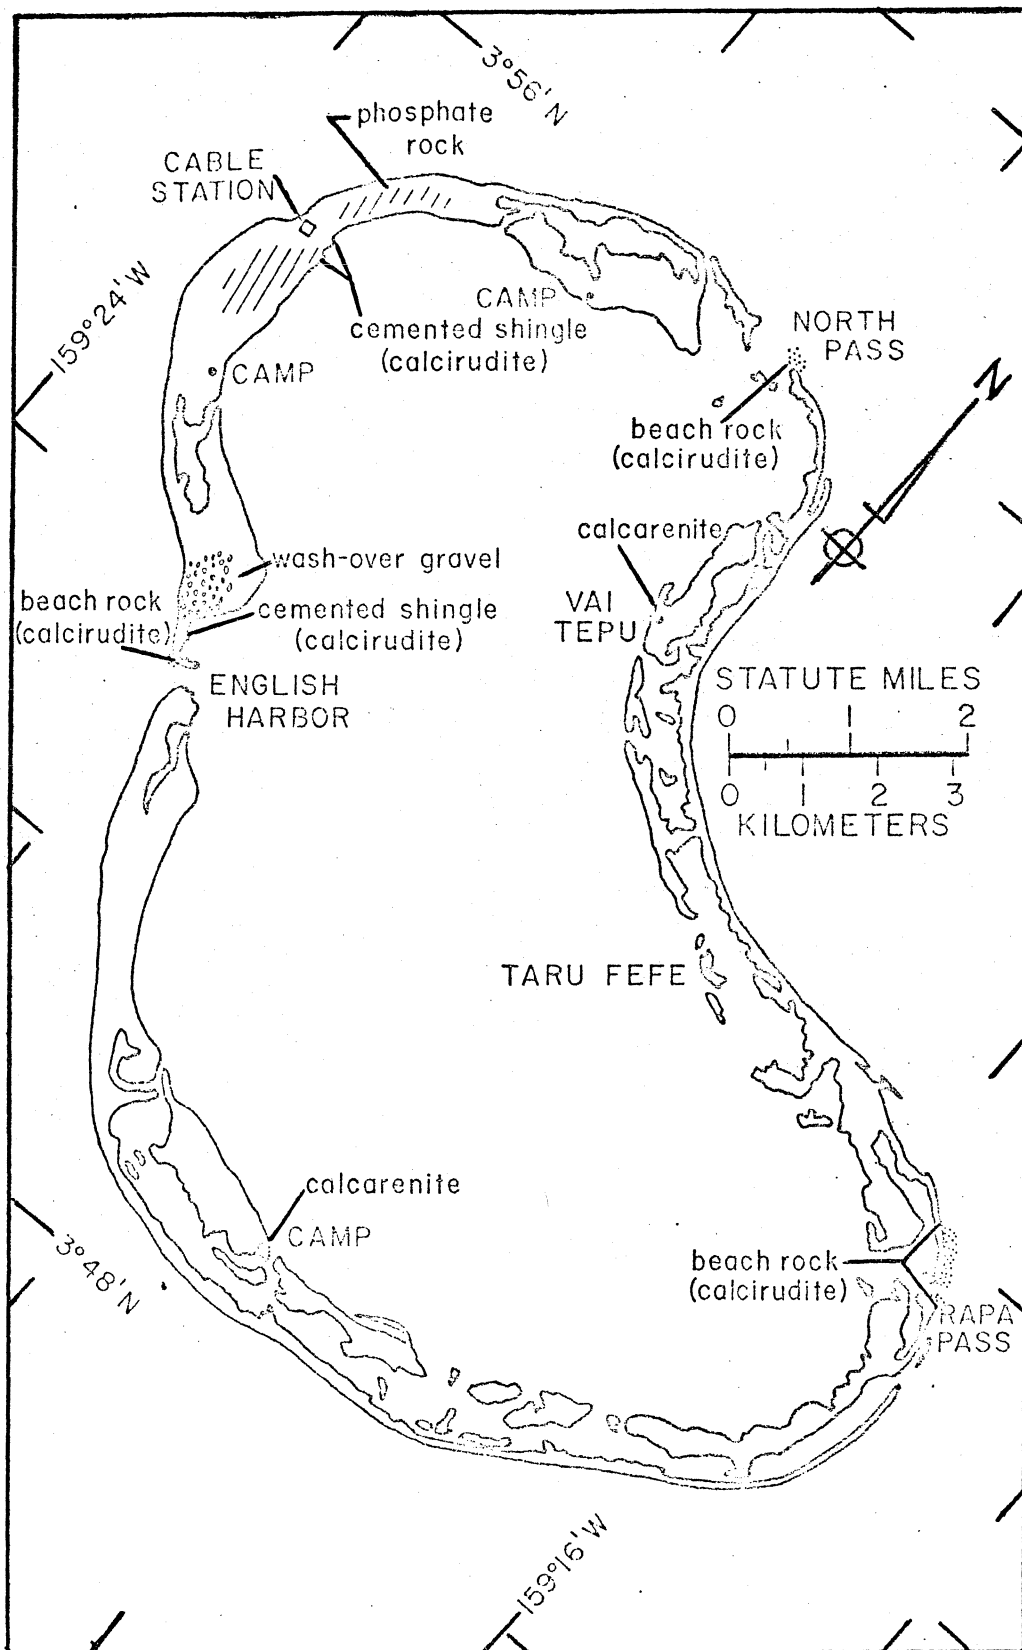 3°56'N
phosphate
rock
CABLE
STATION
159°24'W
CAMP
cemented shingle
(calcirudite)
NORTH
PASS
N
CAMP
beach rock
(calcirudite)
calcarenite
wash-over gravel
beach rock
(calcirudite)
cemented shingle
(calcirudite)
VAI
TEPU
ENGLISH
HARBOR
STATUTE MILES
0 1 2
0 1 2 3
KILOMETERS
TARU FEFE
calcarenite
CAMP
3°48'N
beach rock
(calcirudite)
RAPA
PASS
159°16'W